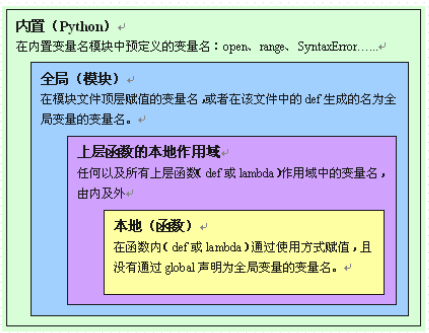 内置（Python）
在内置变量名模块中预定义的变量名：open、range、SyntaxError……
全局（模块）
在模块文件顶层赋值的变量名,或者在该文件中的 def 生成的名为全
局变量的变量名。
上层函数的本地作用域
任何以及所有上层函数( def 或 lambda )作用域中的变量名，
由内及外
本地（函数）
在函数内( def 或 lambda )通过使用方式赋值，且
没有通过 global 声明为全局变量的变量名。